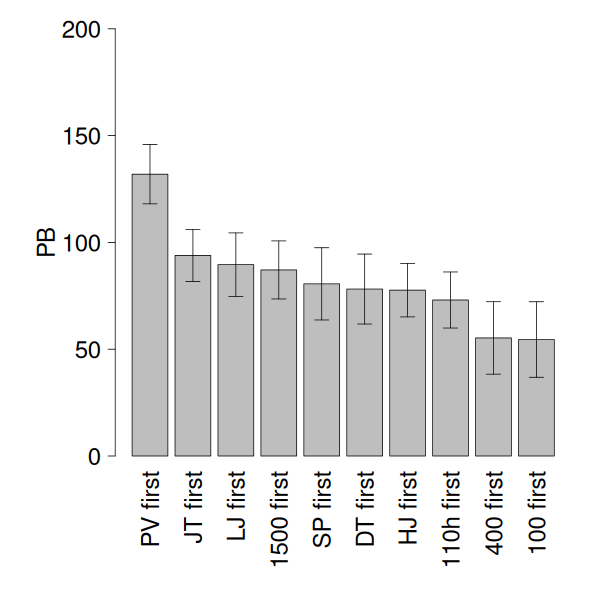 200
150
100
50
0
PB
PV first
JT first
LJ first
1500 first
SP first
DT first
HJ first
110h first
400 first
100 first